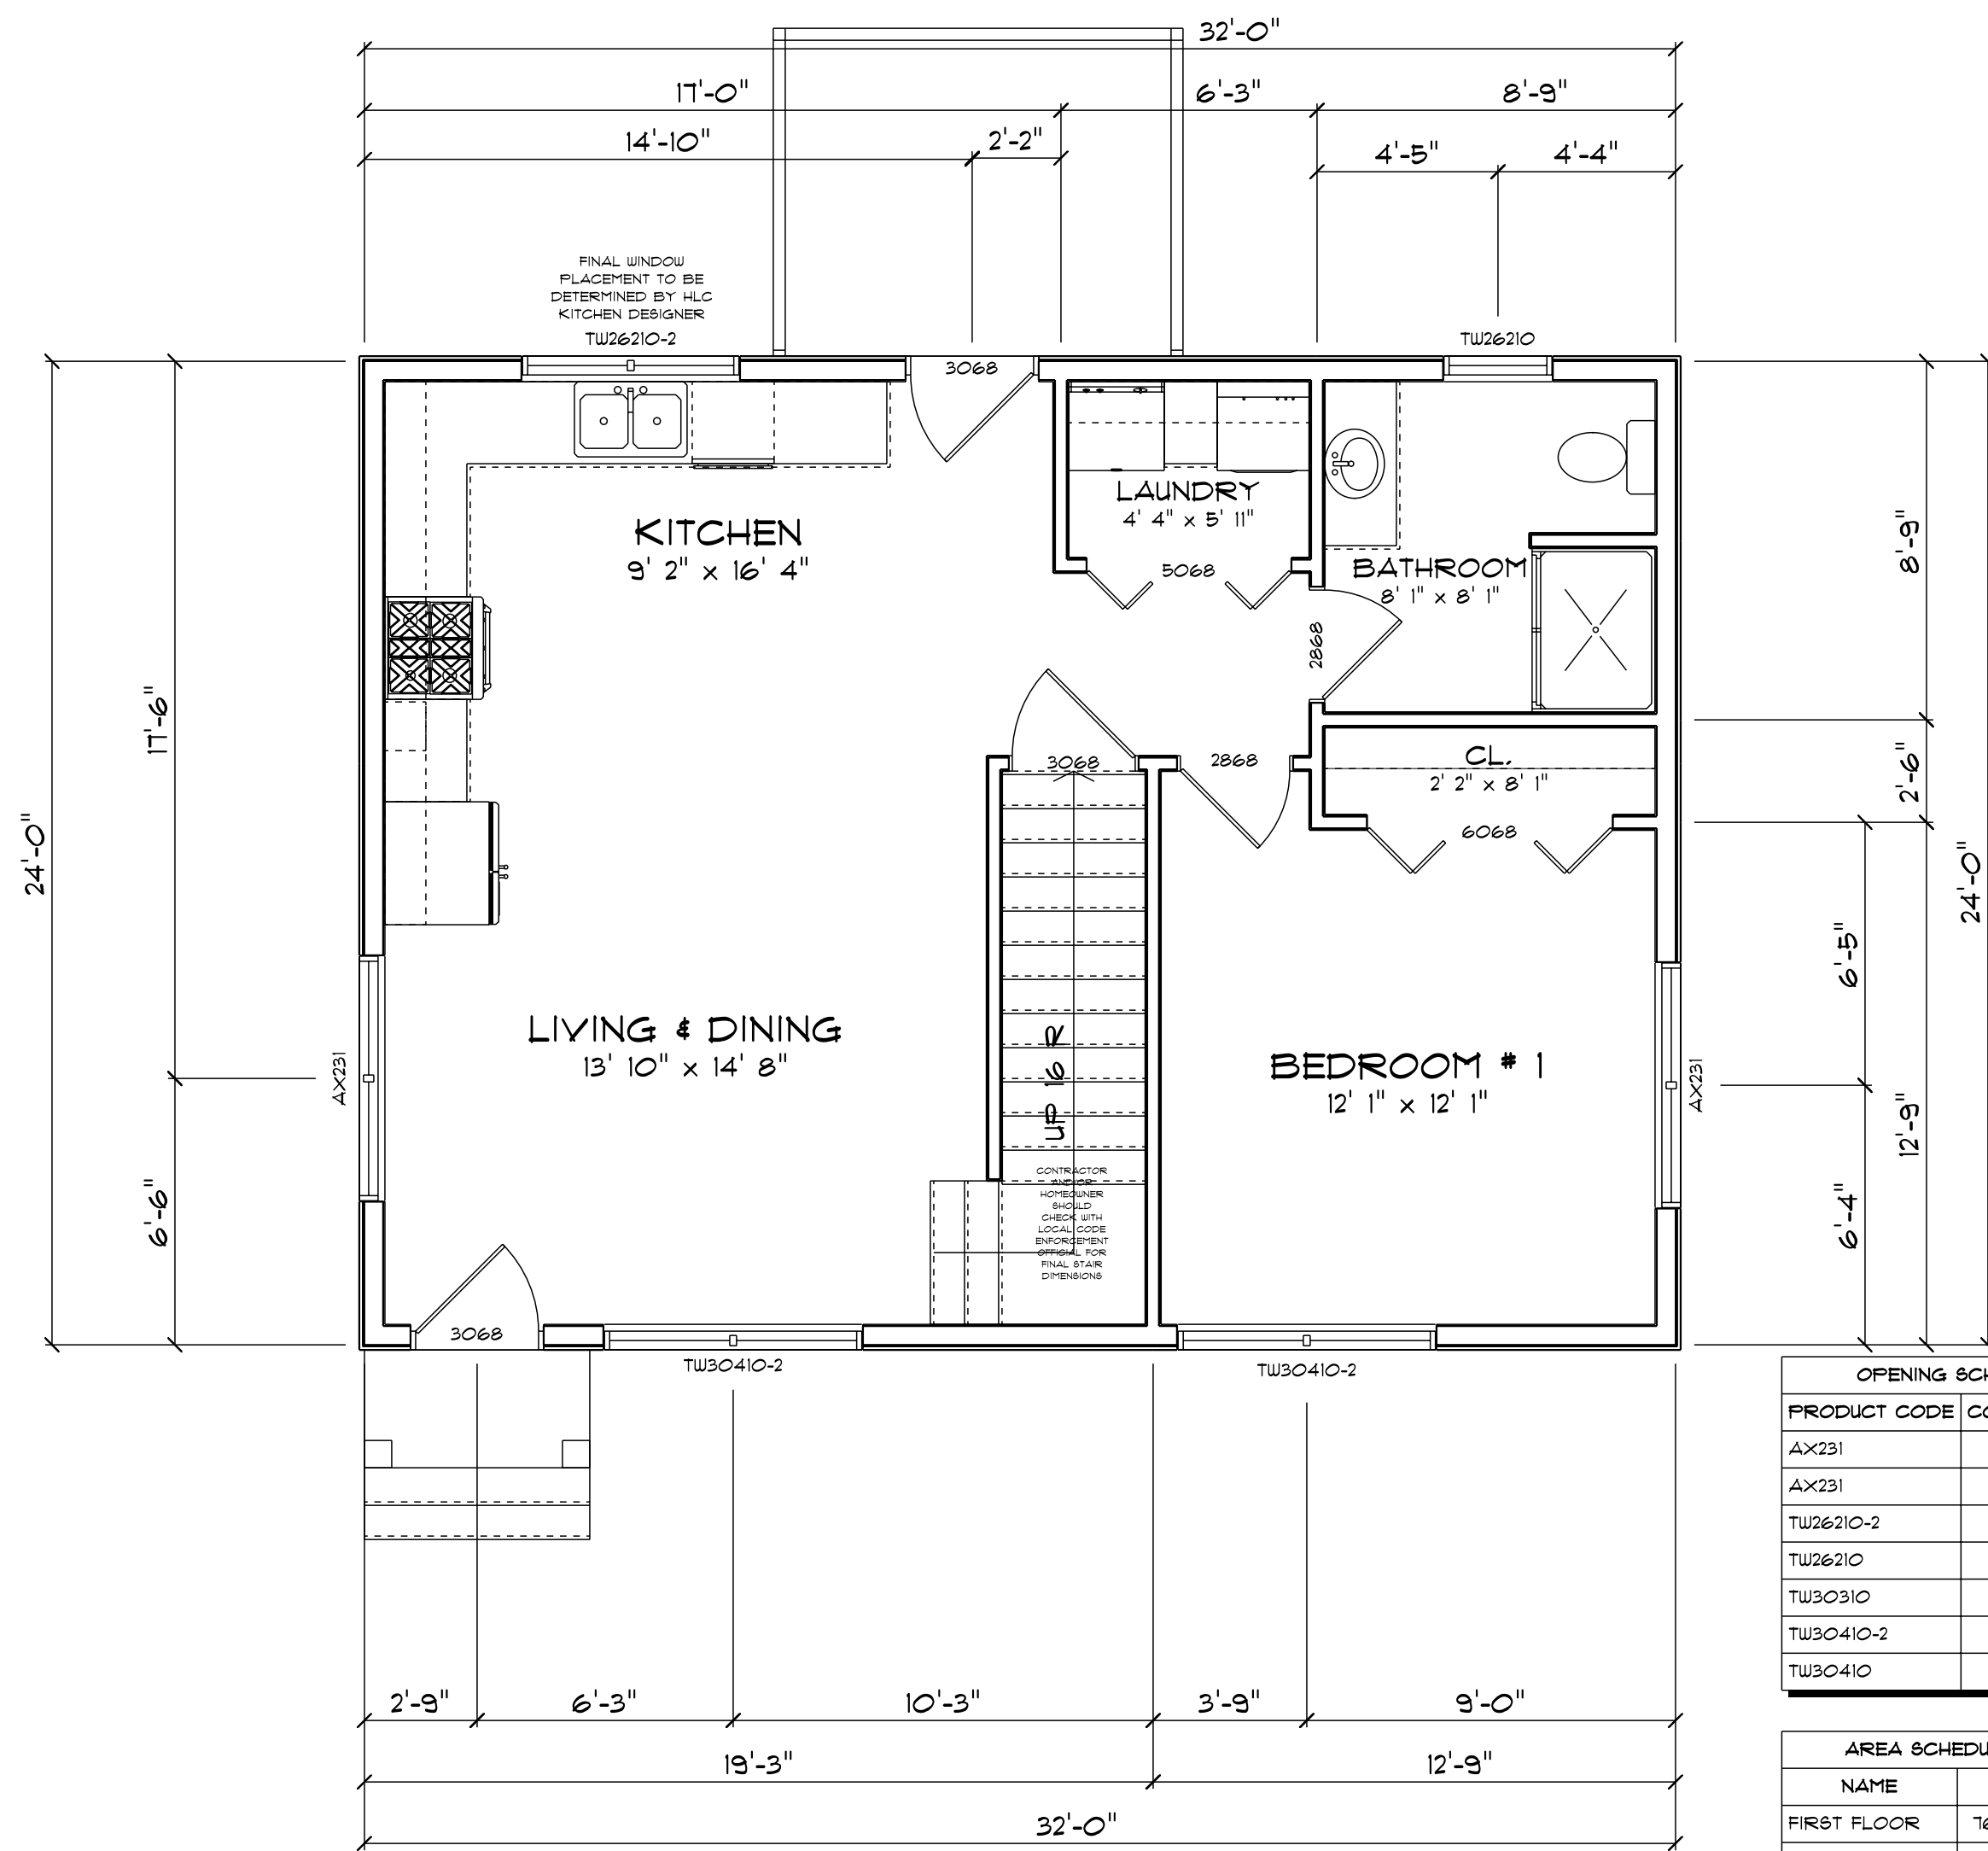 32'-0"
17'-0"
6'-3"
8'-9"
14'-10"
2'-2"
4'-5"
4'-4"
FINAL WINDOW
PLACEMENT TO BE
DETERMINED BY HLC
KITCHEN DESIGNER
TW26210-2
TW26210
3068
LAUNDRY
4' 4" x 5' 11"
KITCHEN
9' 2" x 16' 4"
5068
BATHROOM
8' 1" x 8' 1"
8'-9"
2868
17'-6"
3068
2868
CL.
2' 2" x 8' 1"
2'-6"
6068
24'-0"
24'-0"
6'-5"
LIVING & DINING
13' 10" x 14' 8"
UP 16 R
BEDROOM # 1
12' 1" x 12' 1"
AX231
AX231
12'-9"
6'-6"
6'-4"
CONTRACTOR
AND/OR
HOMEOWNER
SHOULD
CHECK WITH
LOCAL CODE
ENFORCEMENT
OFFICIAL FOR
FINAL STAIR
DIMENSIONS
3068
TW30410-2
TW30410-2
OPENING SCH
PRODUCT CODE CO
AX231
AX231
TW26210-2
TW26210
TW30310
TW30410-2
TW30410
2'-9"
6'-3"
10'-3"
3'-9"
9'-0"
19'-3"
12'-9"
32'-0"
AREA SCHEDU
NAME
FIRST FLOOR 76